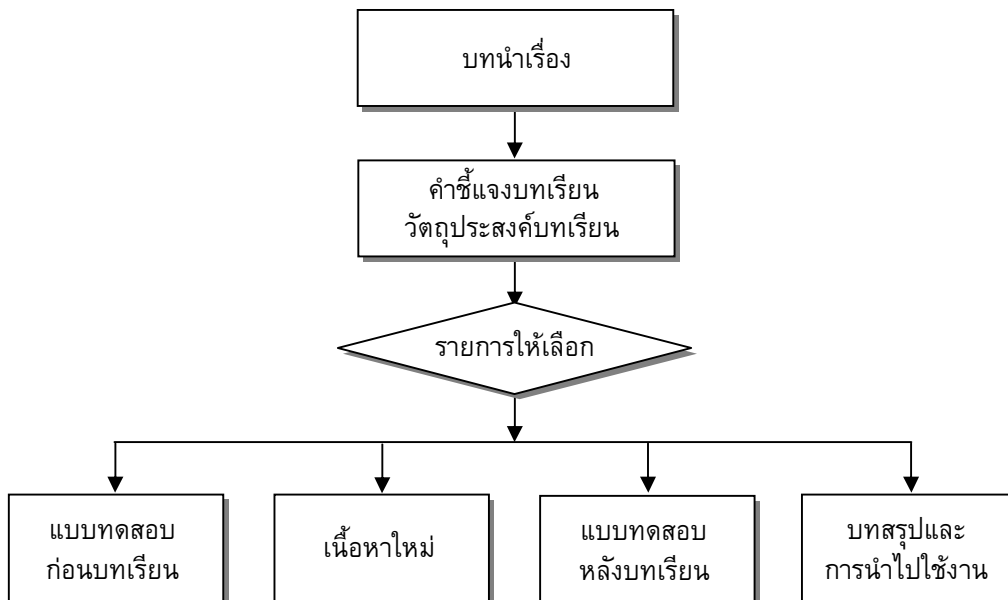 บทนำเรื่อง
คำชี้แจงบทเรียน
วัตถุประสงค์บทเรียน
รายการให้เลือก
แบบทดสอบ
ก่อนบทเรียน
เนื้อหาใหม่
แบบทดสอบ
หลังบทเรียน
บทสรุปและ
การนำไปใช้งาน